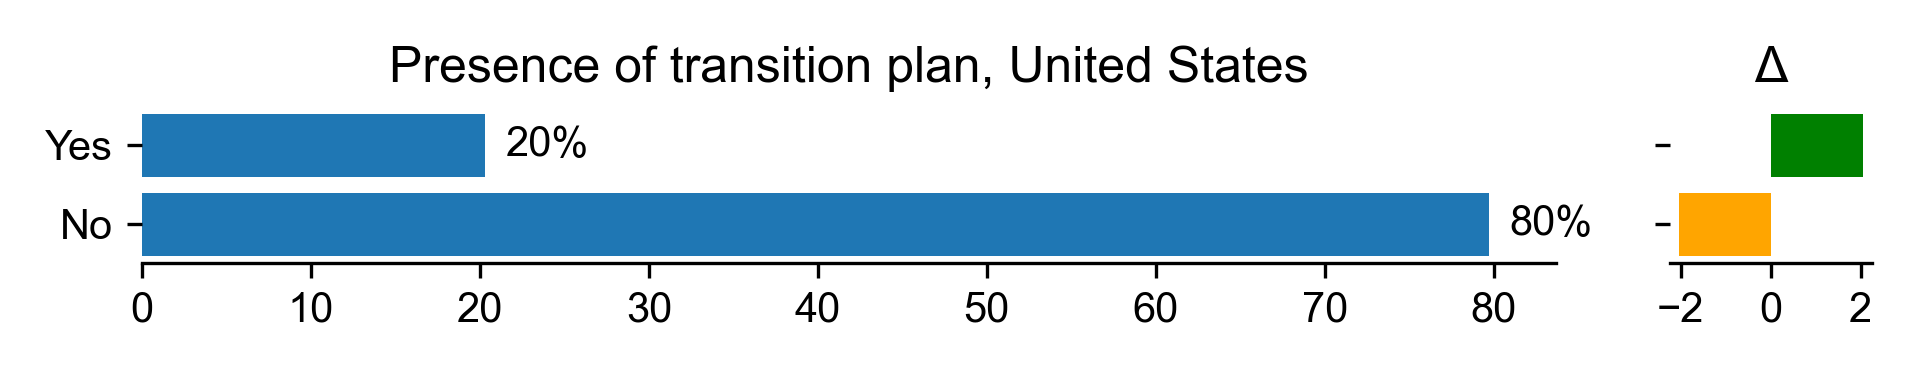 Presence of transition plan, United States
Δ
Yes
20%
No
80%
0 10 20 30 40 50 60 70 80
−2 0 2